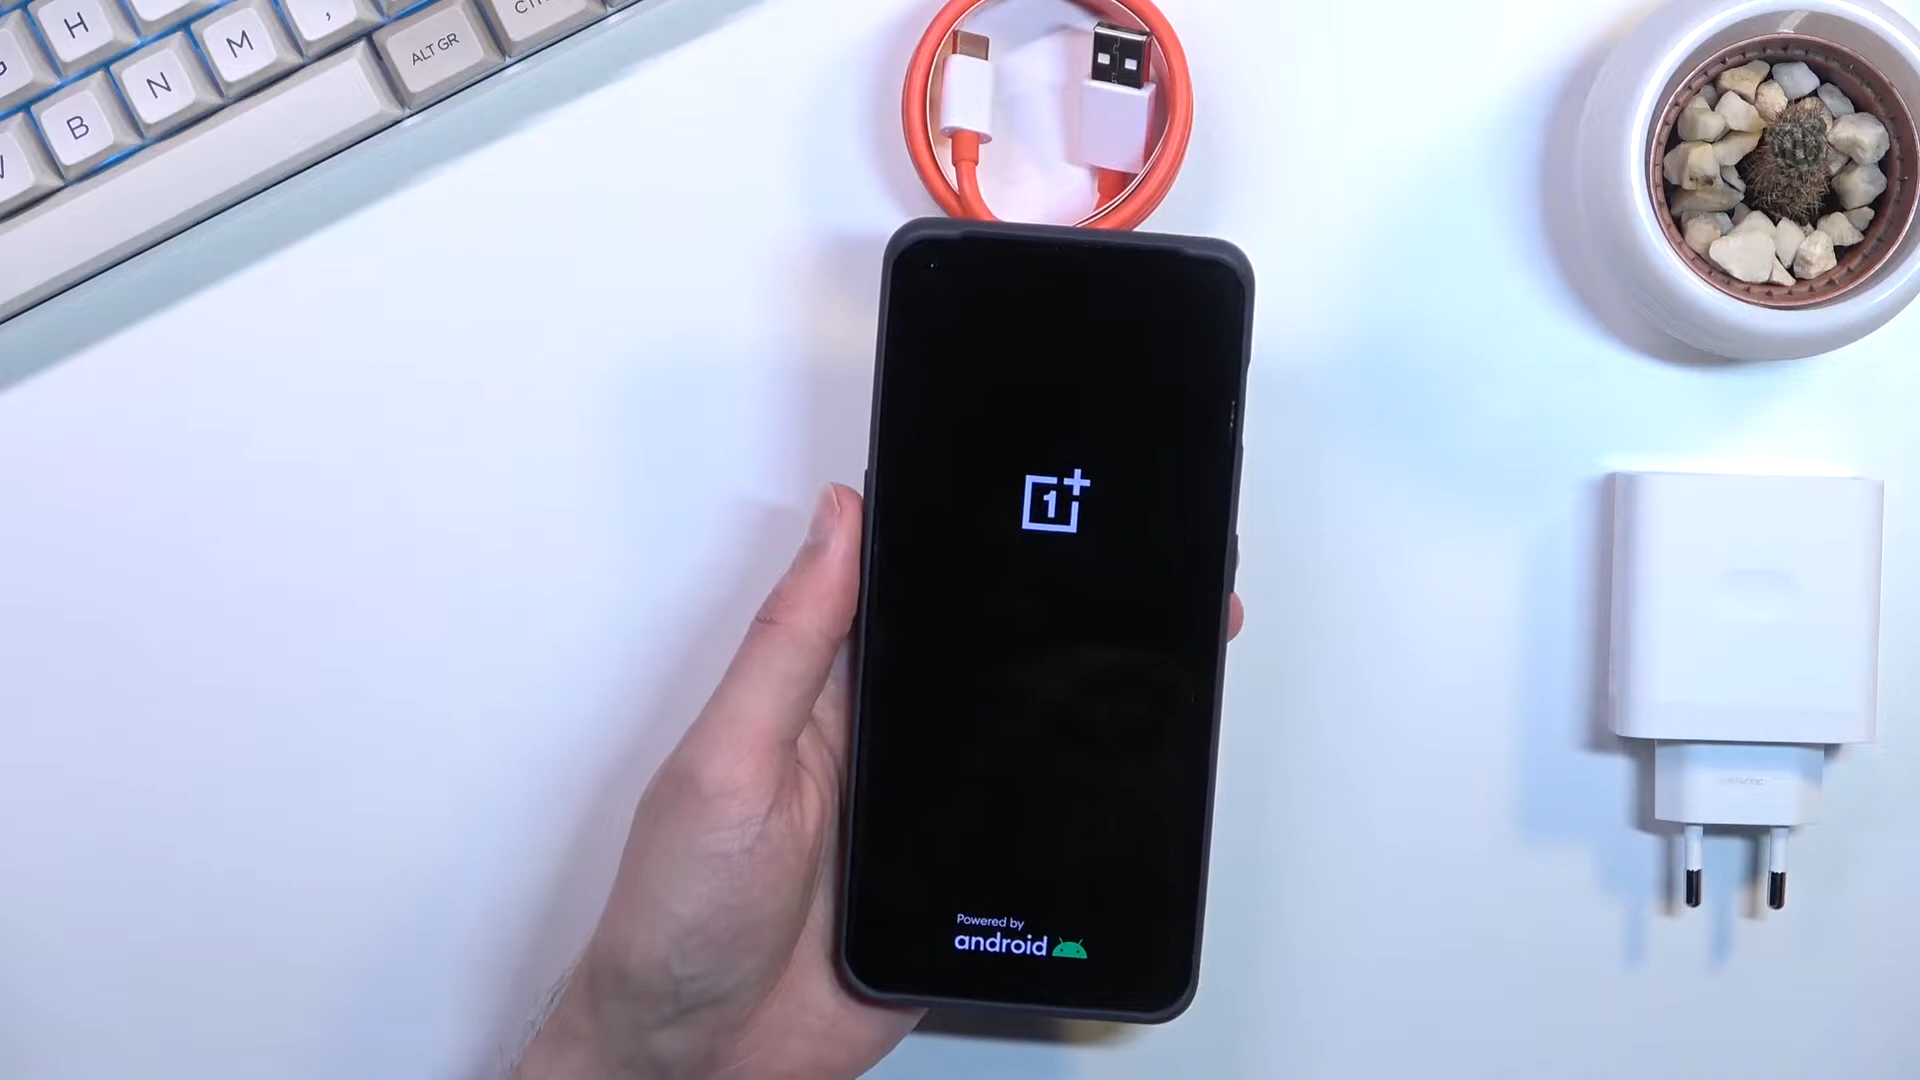 H
,
ALT GR
M
N
B
1+
Powered by
android